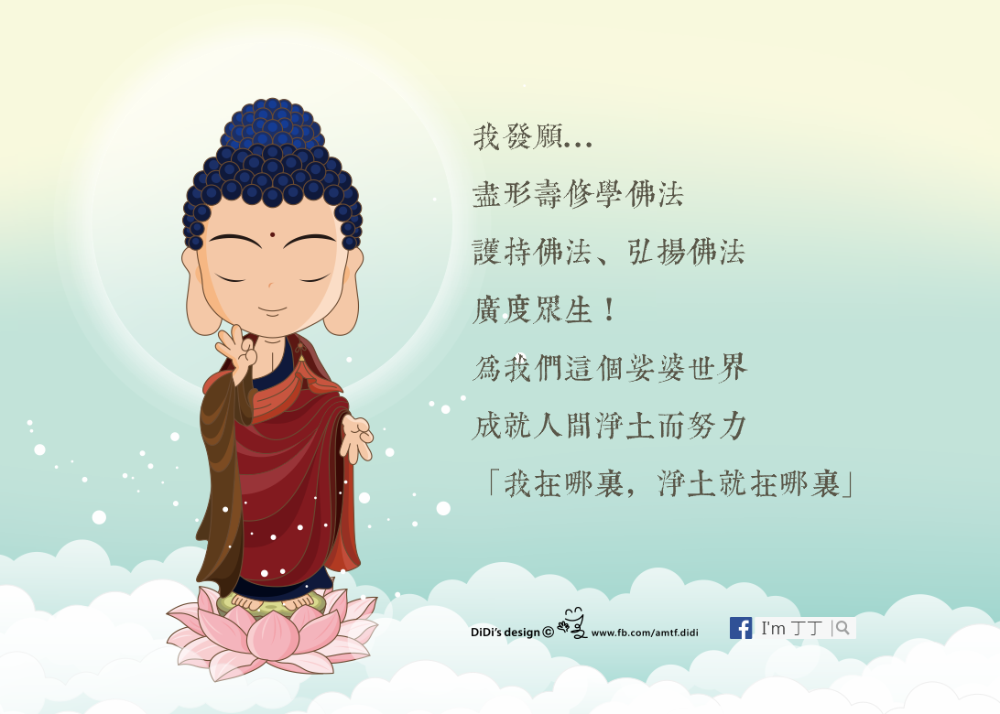 我發願...
盡形壽修學佛法
護持佛法、弘揚佛法
廣度眾生！
為我們這個娑婆世界
成就人間淨土而努力
「我在哪裏，淨土就在哪裏」
DiDi's design © www.fb.com/amtf.didi
f I'm 丁丁